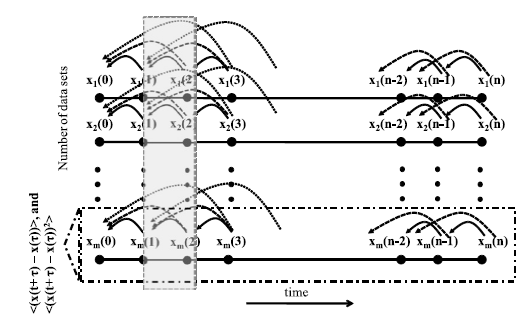 Number of data sets
x₁(0) x₁(1) x₁(2 x₁(3) x₁(n-2) x₁(n-1) x₁(n)
x₂(0) x₂(1) x₂(2 x₂(3) x₂(n-2) x₂(n-1) x₂(n)
<(x(t+ τ) – x(τ))>, and
<(x(t+ τ) – x(τ))²>
xₘ(0) xₘ(1) xₘ(2) xₘ(3) xₘ(n-2) xₘ(n-1) xₘ(n)
time